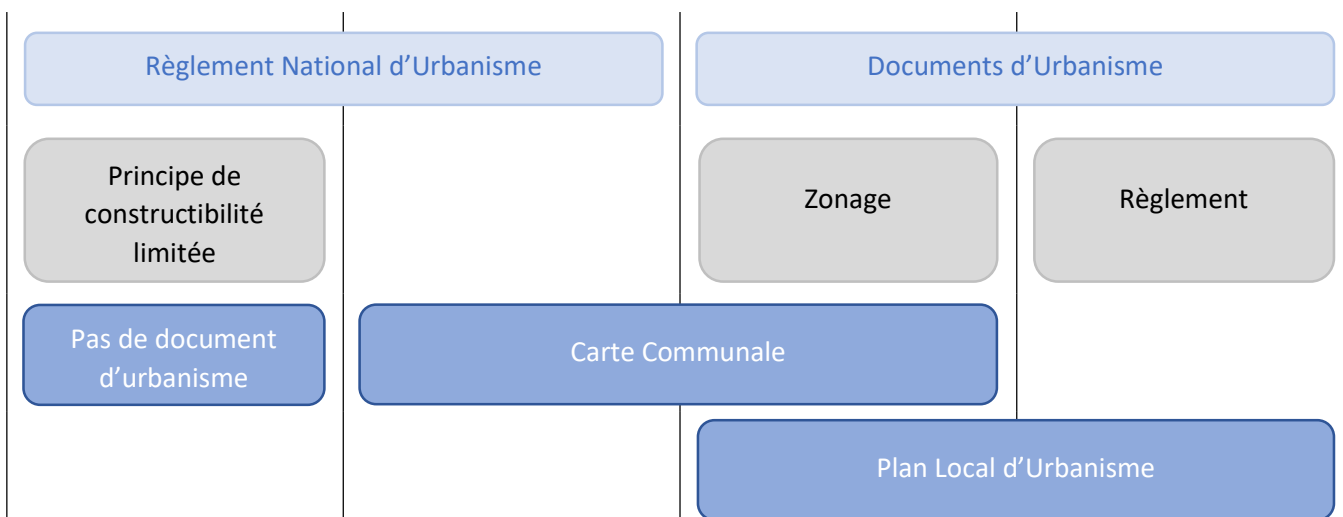 Règlement National d’Urbanisme
Documents d’Urbanisme
Principe de
constructibilité
limitée
Zonage
Règlement
Pas de document
d’urbanisme
Carte Communale
Plan Local d’Urbanisme